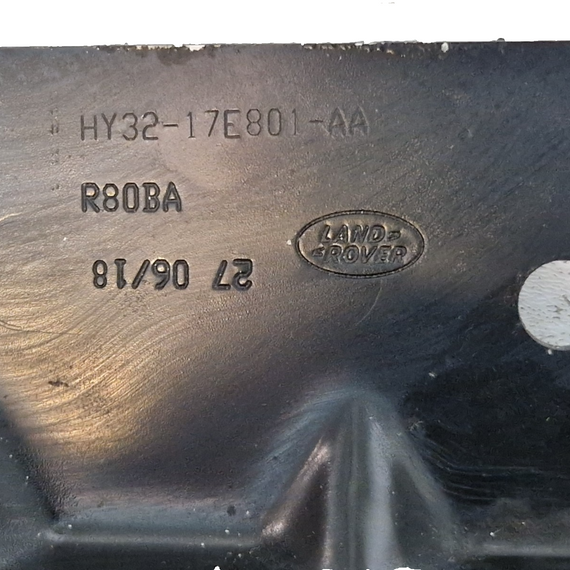 HY32-17E801-AA
R80BA
LAND
ROVER
27 06/18